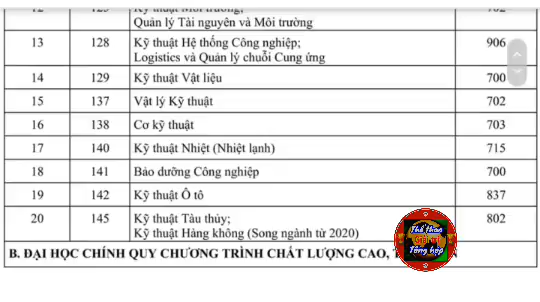 Quản lý Tài nguyên và Môi trường
13 128 Kỹ thuật Hệ thống Công nghiệp; 906
Logistics và Quản lý chuỗi Cung ứng
14 129 Kỹ thuật Vật liệu 700
15 137 Vật lý Kỹ thuật 702
16 138 Cơ kỹ thuật 703
17 140 Kỹ thuật Nhiệt (Nhiệt lạnh) 715
18 141 Bảo dưỡng Công nghiệp 700
19 142 Kỹ thuật Ô tô 837
20 145 Kỹ thuật Tàu thủy; 802
Kỹ thuật Hàng không (Song ngành từ 2020)
Thể thao
Tổng hợp
B. ĐẠI HỌC CHÍNH QUY CHƯƠNG TRÌNH CHẤT LƯỢNG CAO,